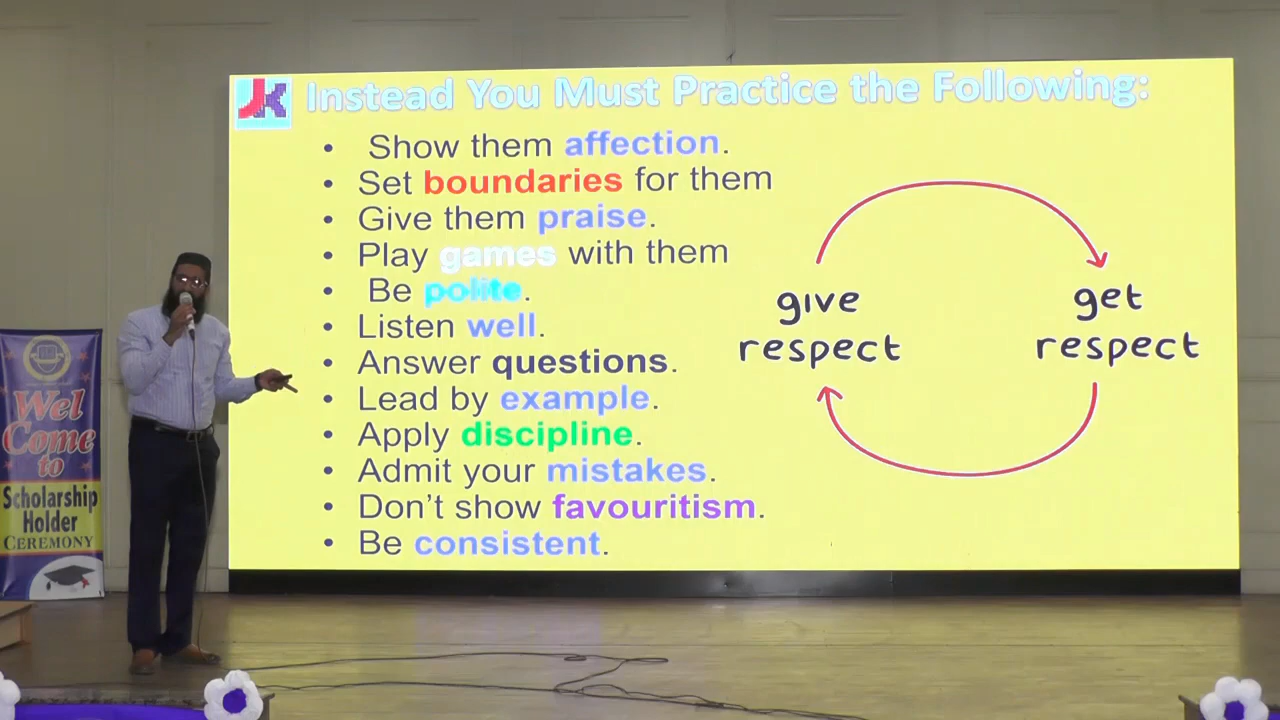 JK
Instead You Must Practice the Following:
• Show them affection.
• Set boundaries for them
• Give them praise.
• Play games with them
• Be polite.
• Listen well.
• Answer questions.
• Lead by example.
• Apply discipline.
• Admit your mistakes.
• Don't show favouritism.
• Be consistent.
give
respect
get
respect
Wel
Come
to
Scholarship
Holder
CEREMONY